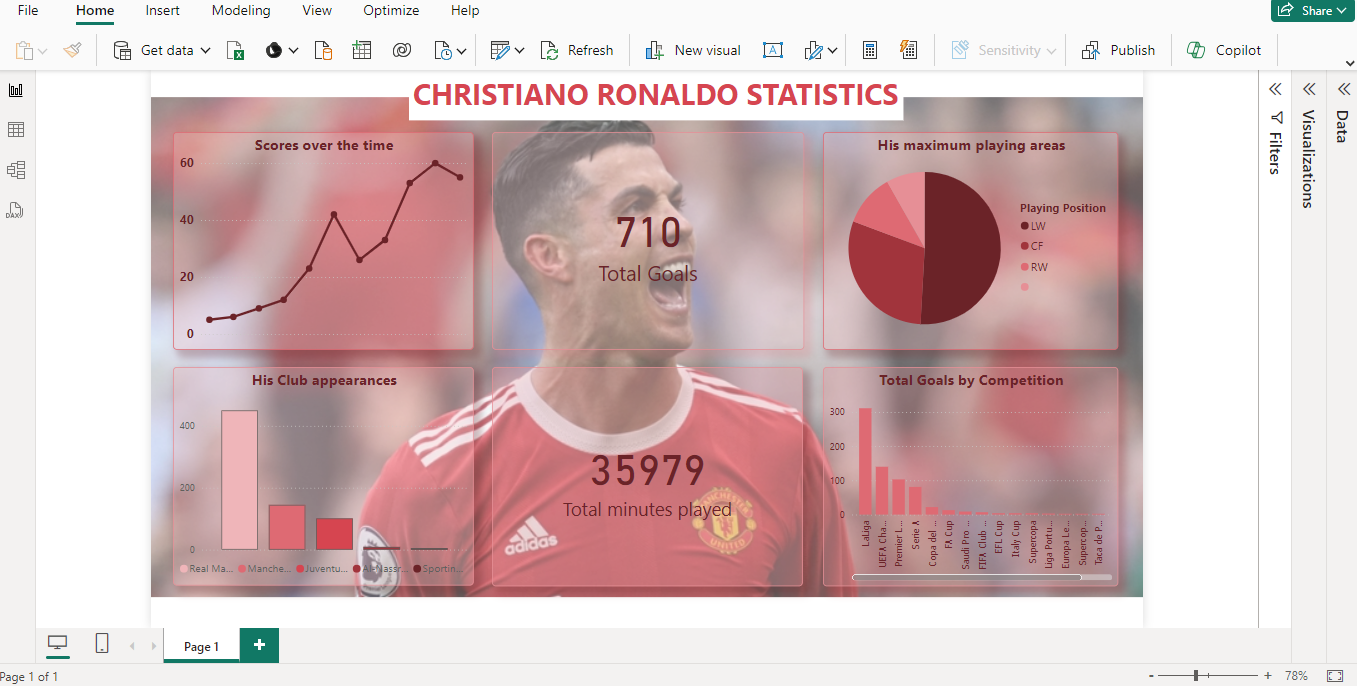 File Home Insert Modeling View Optimize Help
Share
Get data
Refresh
New visual
Sensitivity
Publish
Copilot
CHRISTIANO RONALDO STATISTICS
Scores over the time
60
40
20
0
710
Total Goals
His maximum playing areas
Playing Position
LW
CF
RW
His Club appearances
400
200
0
Real Ma... Manche... Juventu... Al-Nassr... Sportin...
35979
Total minutes played
adidas
MANCHESTER
UNITED
Total Goals by Competition
300
200
100
0
LaLiga
UEFA Cha...
Premier L...
Serie A
Copa del ...
FA Cup
Saudi Pro ...
FIFA Club ...
EFL Cup
Italy Cup
Supercopa
Liga Portu...
Europa Le...
Supercop...
Taca de P...
Filters
Visualizations
Data
DAX
Page 1
+
Page 1 of 1
- + 78%